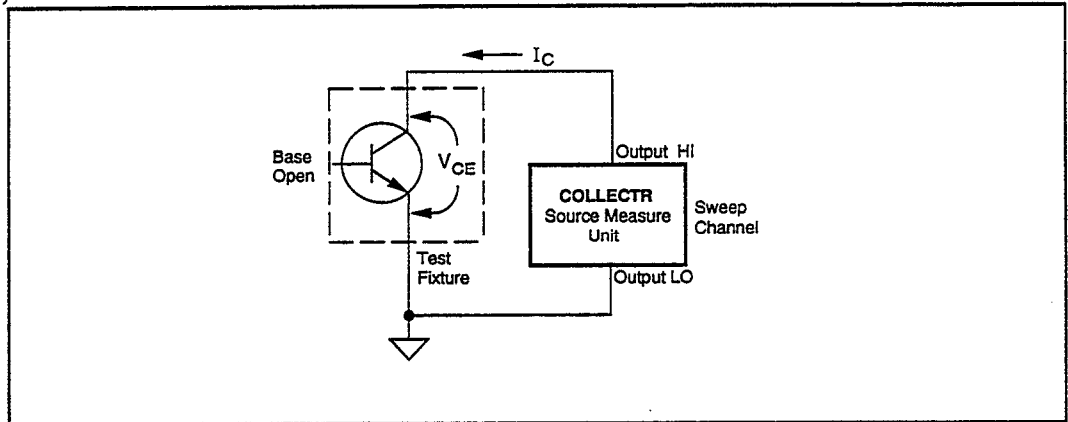 I_C
Base
Open
V_CE
Output HI
COLLECTR
Source Measure
Unit
Sweep
Channel
Test
Fixture
Output LO